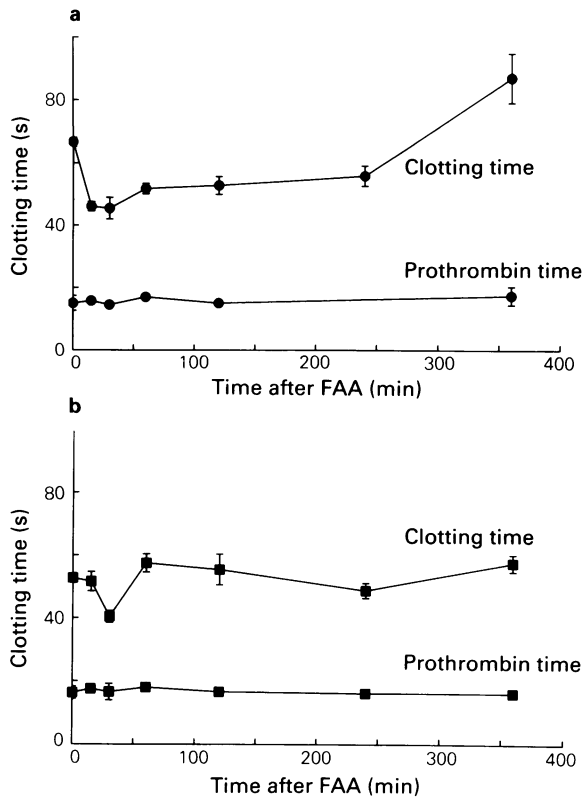 a
Clotting time (s)
80
40
0
Clotting time
Prothrombin time
0 100 200 300 400
Time after FAA (min)
b
Clotting time (s)
80
40
0
Clotting time
Prothrombin time
0 100 200 300 400
Time after FAA (min)